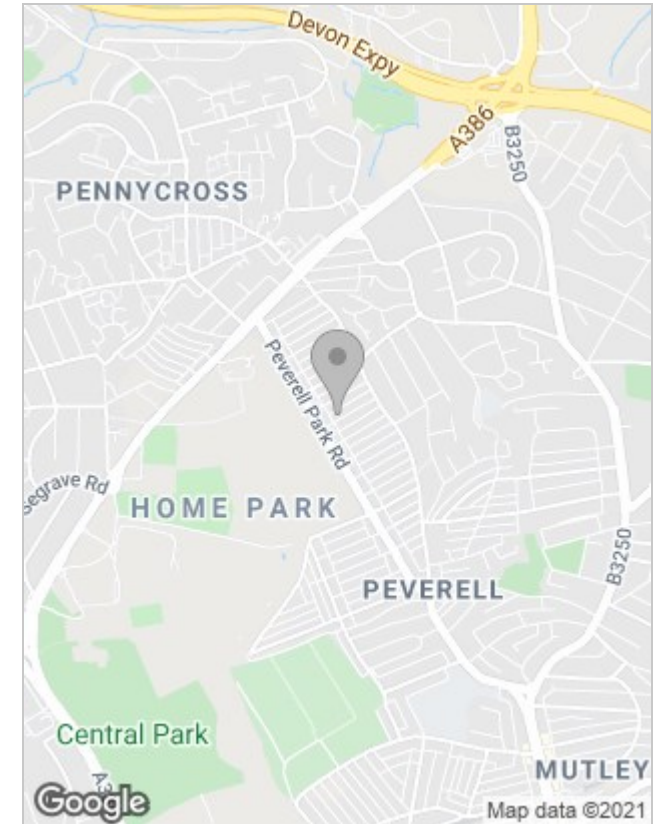 Devon Expy
A386
B3250
PENNYCROSS
Peverell Park Rd
segrave Rd
HOME PARK
B3250
PEVERELL
Central Park
A3
MUTLEY
Google
Map data ©2021